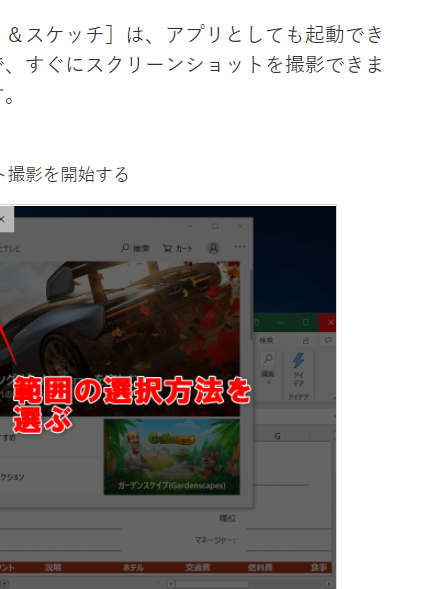 ＆スケッチ］は、アプリとしても起動でき
、すぐにスクリーンショットを撮影できま
。
ト撮影を開始する
テレビ
検索
カート
検索
編集
アイ
デア
アイデア
範囲の選択方法を
選ぶ
クション
ガーデンスケイプ(Gardenscapes)
G
職位
マネージャー:
説明
ホテル
交通費
燃料費
食事